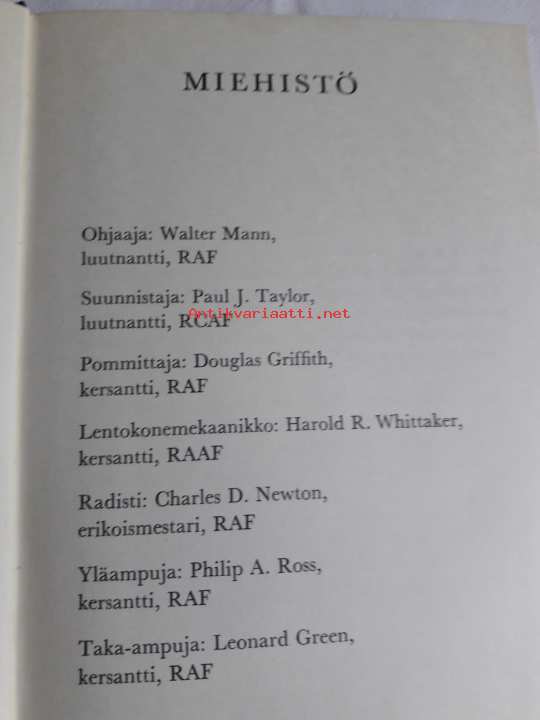 MIEHISTÖ
Ohjaaja: Walter Mann,
luutnantti, RAF
Suunnistaja: Paul J. Taylor,
Antikvariaatti.net
luutnantti, RCAF
Pommittaja: Douglas Griffith,
kersantti, RAF
Lentokonemekaanikko: Harold R. Whittaker,
kersantti, RAAF
Radisti: Charles D. Newton,
erikoismestari, RAF
Yläampuja: Philip A. Ross,
kersantti, RAF
Taka-ampuja: Leonard Green,
kersantti, RAF